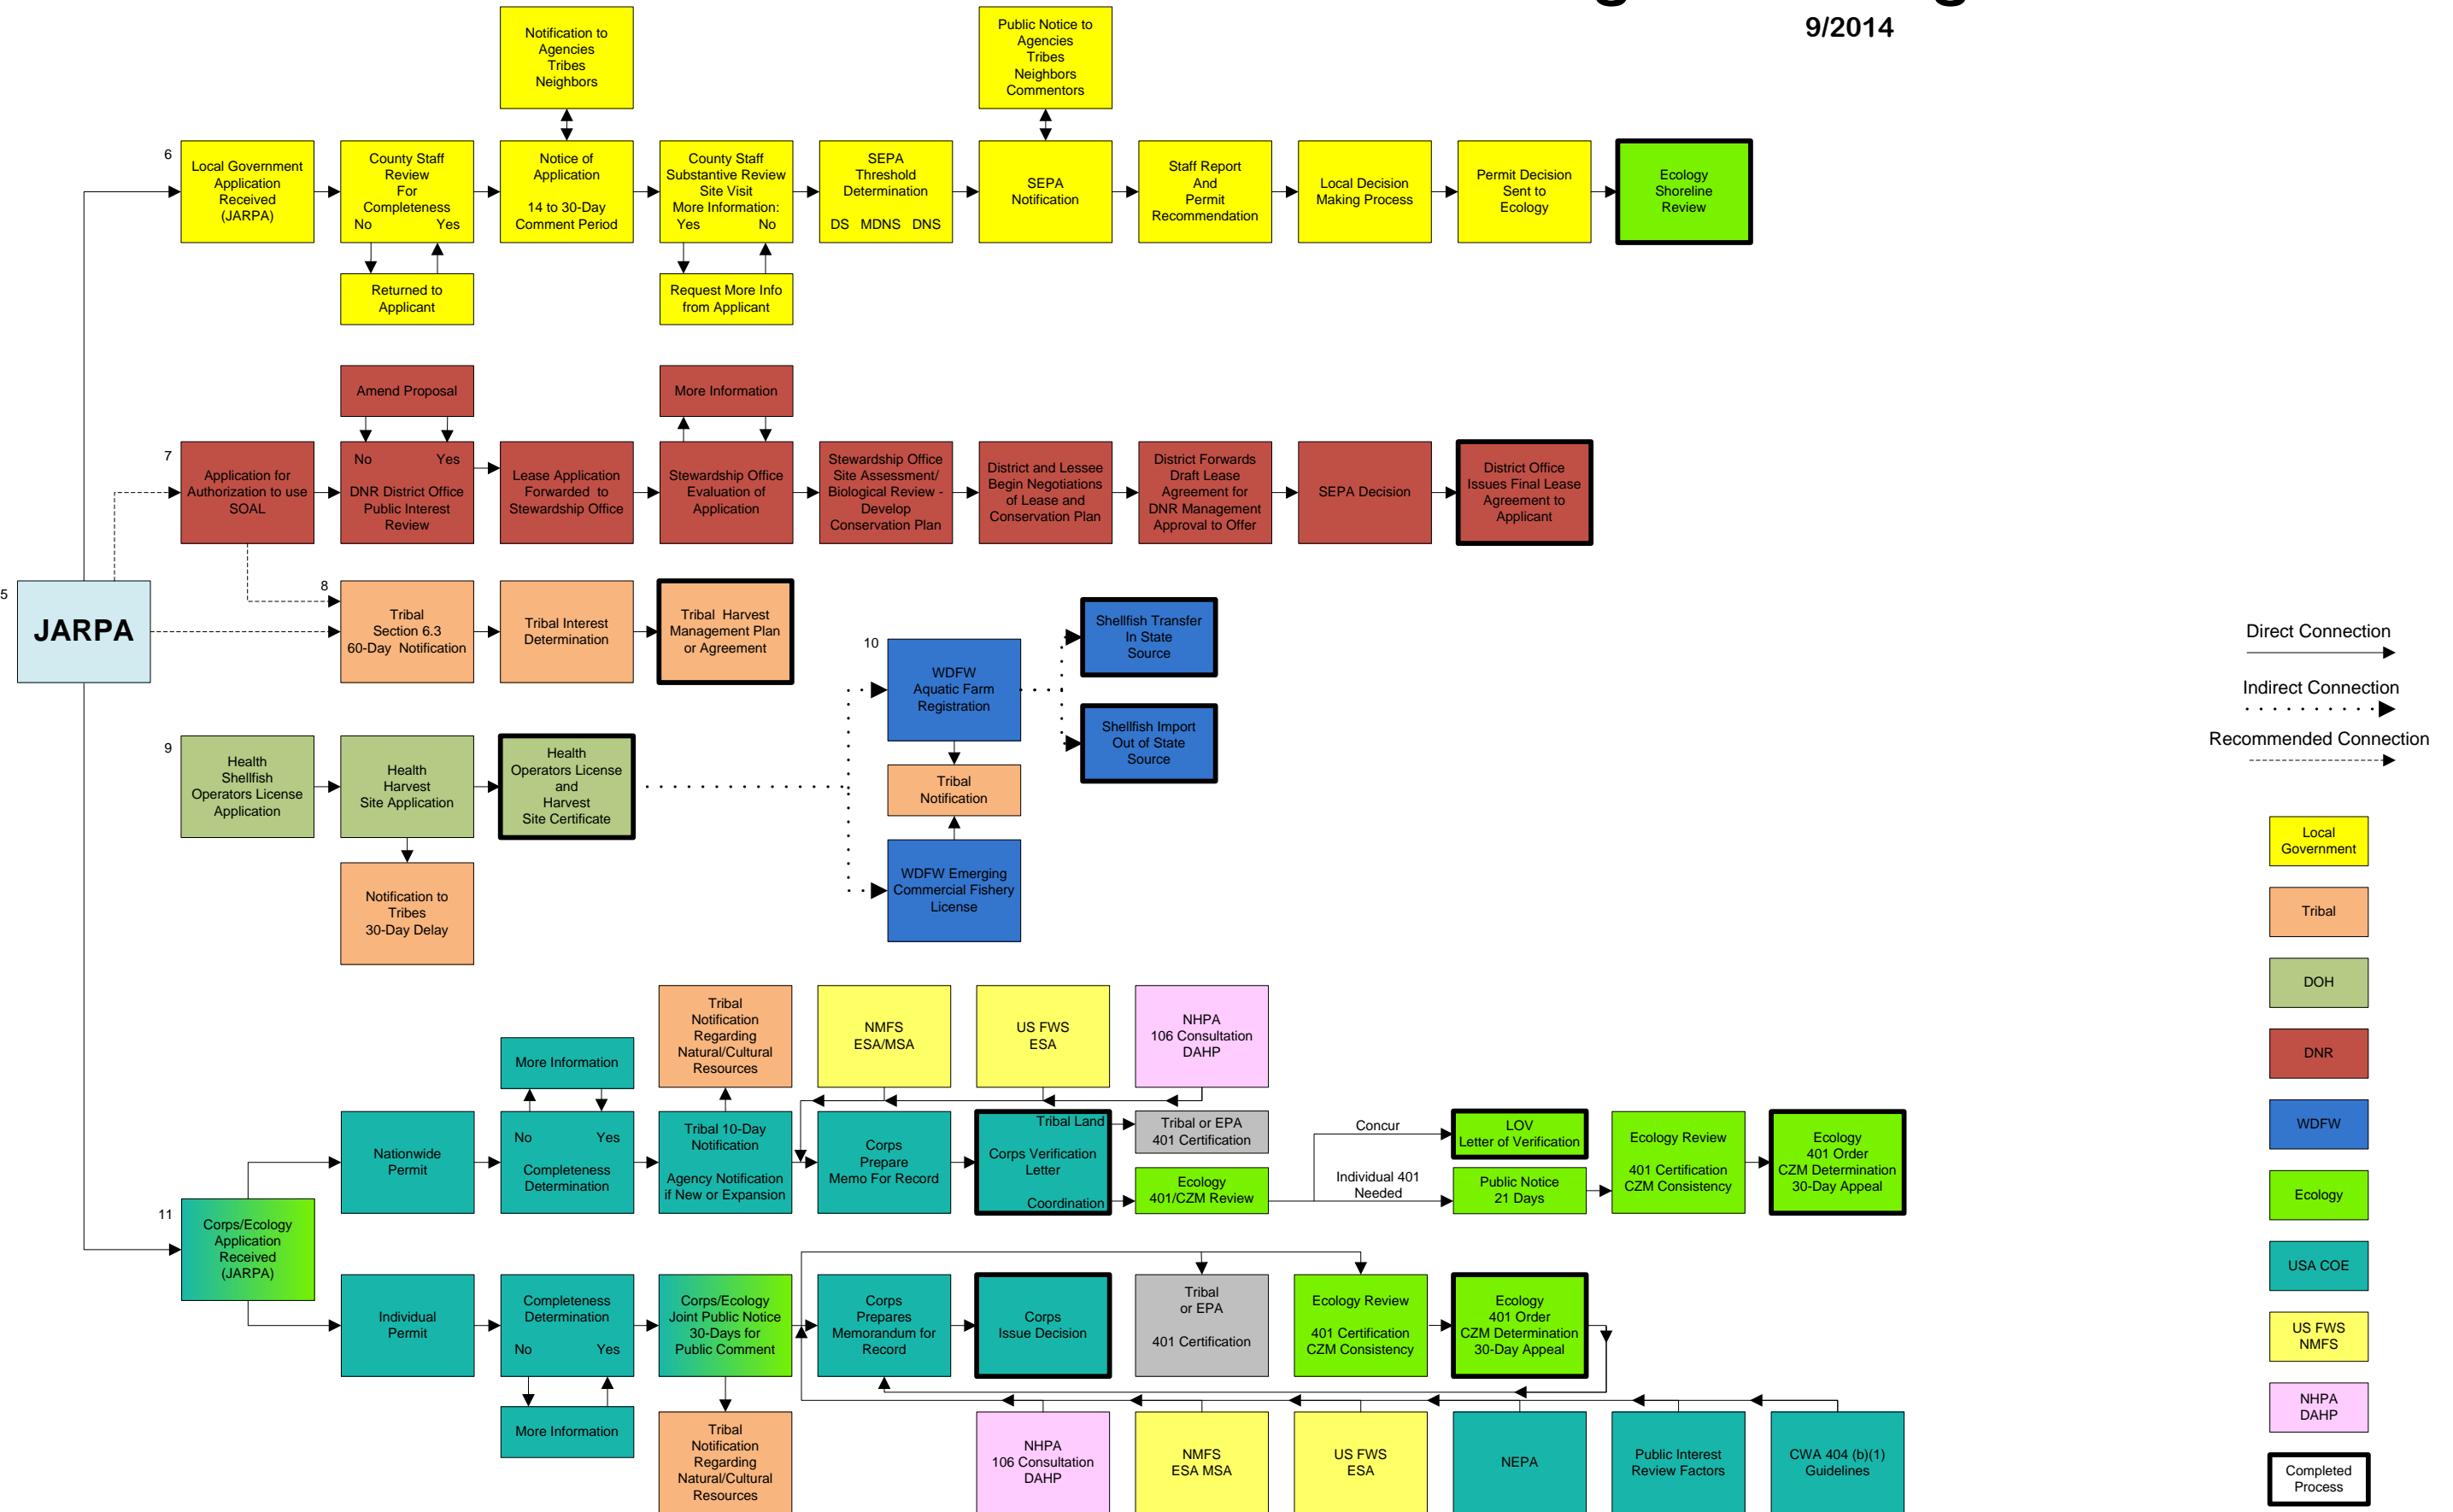 9/2014
Notification to
Agencies
Tribes
Neighbors
Public Notice to
Agencies
Tribes
Neighbors
Commentors
6
Local Government
Application
Received
(JARPA)
County Staff
Review
For
Completeness
No Yes
Notice of
Application
14 to 30-Day
Comment Period
County Staff
Substantive Review
Site Visit
More Information:
Yes No
SEPA
Threshold
Determination
DS MDNS DNS
SEPA
Notification
Staff Report
And
Permit
Recommendation
Local Decision
Making Process
Permit Decision
Sent to
Ecology
Ecology
Shoreline
Review
Returned to
Applicant
Request More Info
from Applicant
Amend Proposal
More Information
7
Application for
Authorization to use
SOAL
No Yes
DNR District Office
Public Interest
Review
Lease Application
Forwarded to
Stewardship Office
Stewardship Office
Evaluation of
Application
Stewardship Office
Site Assessment/
Biological Review -
Develop
Conservation Plan
District and Lessee
Begin Negotiations
of Lease and
Conservation Plan
District Forwards
Draft Lease
Agreement for
DNR Management
Approval to Offer
SEPA Decision
District Office
Issues Final Lease
Agreement to
Applicant
5
JARPA
8
Tribal
Section 6.3
60-Day Notification
Tribal Interest
Determination
Tribal Harvest
Management Plan
or Agreement
9
Health
Shellfish
Operators License
Application
Health
Harvest
Site Application
Health
Operators License
and
Harvest
Site Certificate
Notification to
Tribes
30-Day Delay
10
WDFW
Aquatic Farm
Registration
Tribal
Notification
WDFW Emerging
Commercial Fishery
License
Shellfish Transfer
In State
Source
Shellfish Import
Out of State
Source
11
Corps/Ecology
Application
Received
(JARPA)
Nationwide
Permit
More Information
No Yes
Completeness
Determination
Tribal
Notification
Regarding
Natural/Cultural
Resources
Tribal 10-Day
Notification
Agency Notification
if New or Expansion
NMFS
ESA/MSA
US FWS
ESA
NHPA
106 Consultation
DAHP
Corps
Prepare
Memo For Record
Tribal Land
Corps Verification
Letter
Coordination
Tribal or EPA
401 Certification
Ecology
401/CZM Review
Concur
Individual 401
Needed
LOV
Letter of Verification
Public Notice
21 Days
Ecology Review
401 Certification
CZM Consistency
Ecology
401 Order
CZM Determination
30-Day Appeal
Individual
Permit
Completeness
Determination
No Yes
More Information
Corps/Ecology
Joint Public Notice
30-Days for
Public Comment
Tribal
Notification
Regarding
Natural/Cultural
Resources
Corps
Prepares
Memorandum for
Record
Corps
Issue Decision
Tribal
or EPA
401 Certification
Ecology Review
401 Certification
CZM Consistency
Ecology
401 Order
CZM Determination
30-Day Appeal
NHPA
106 Consultation
DAHP
NMFS
ESA MSA
US FWS
ESA
NEPA
Public Interest
Review Factors
CWA 404 (b)(1)
Guidelines
Direct Connection
Indirect Connection
Recommended Connection
Local
Government
Tribal
DOH
DNR
WDFW
Ecology
USA COE
US FWS
NMFS
NHPA
DAHP
Completed
Process